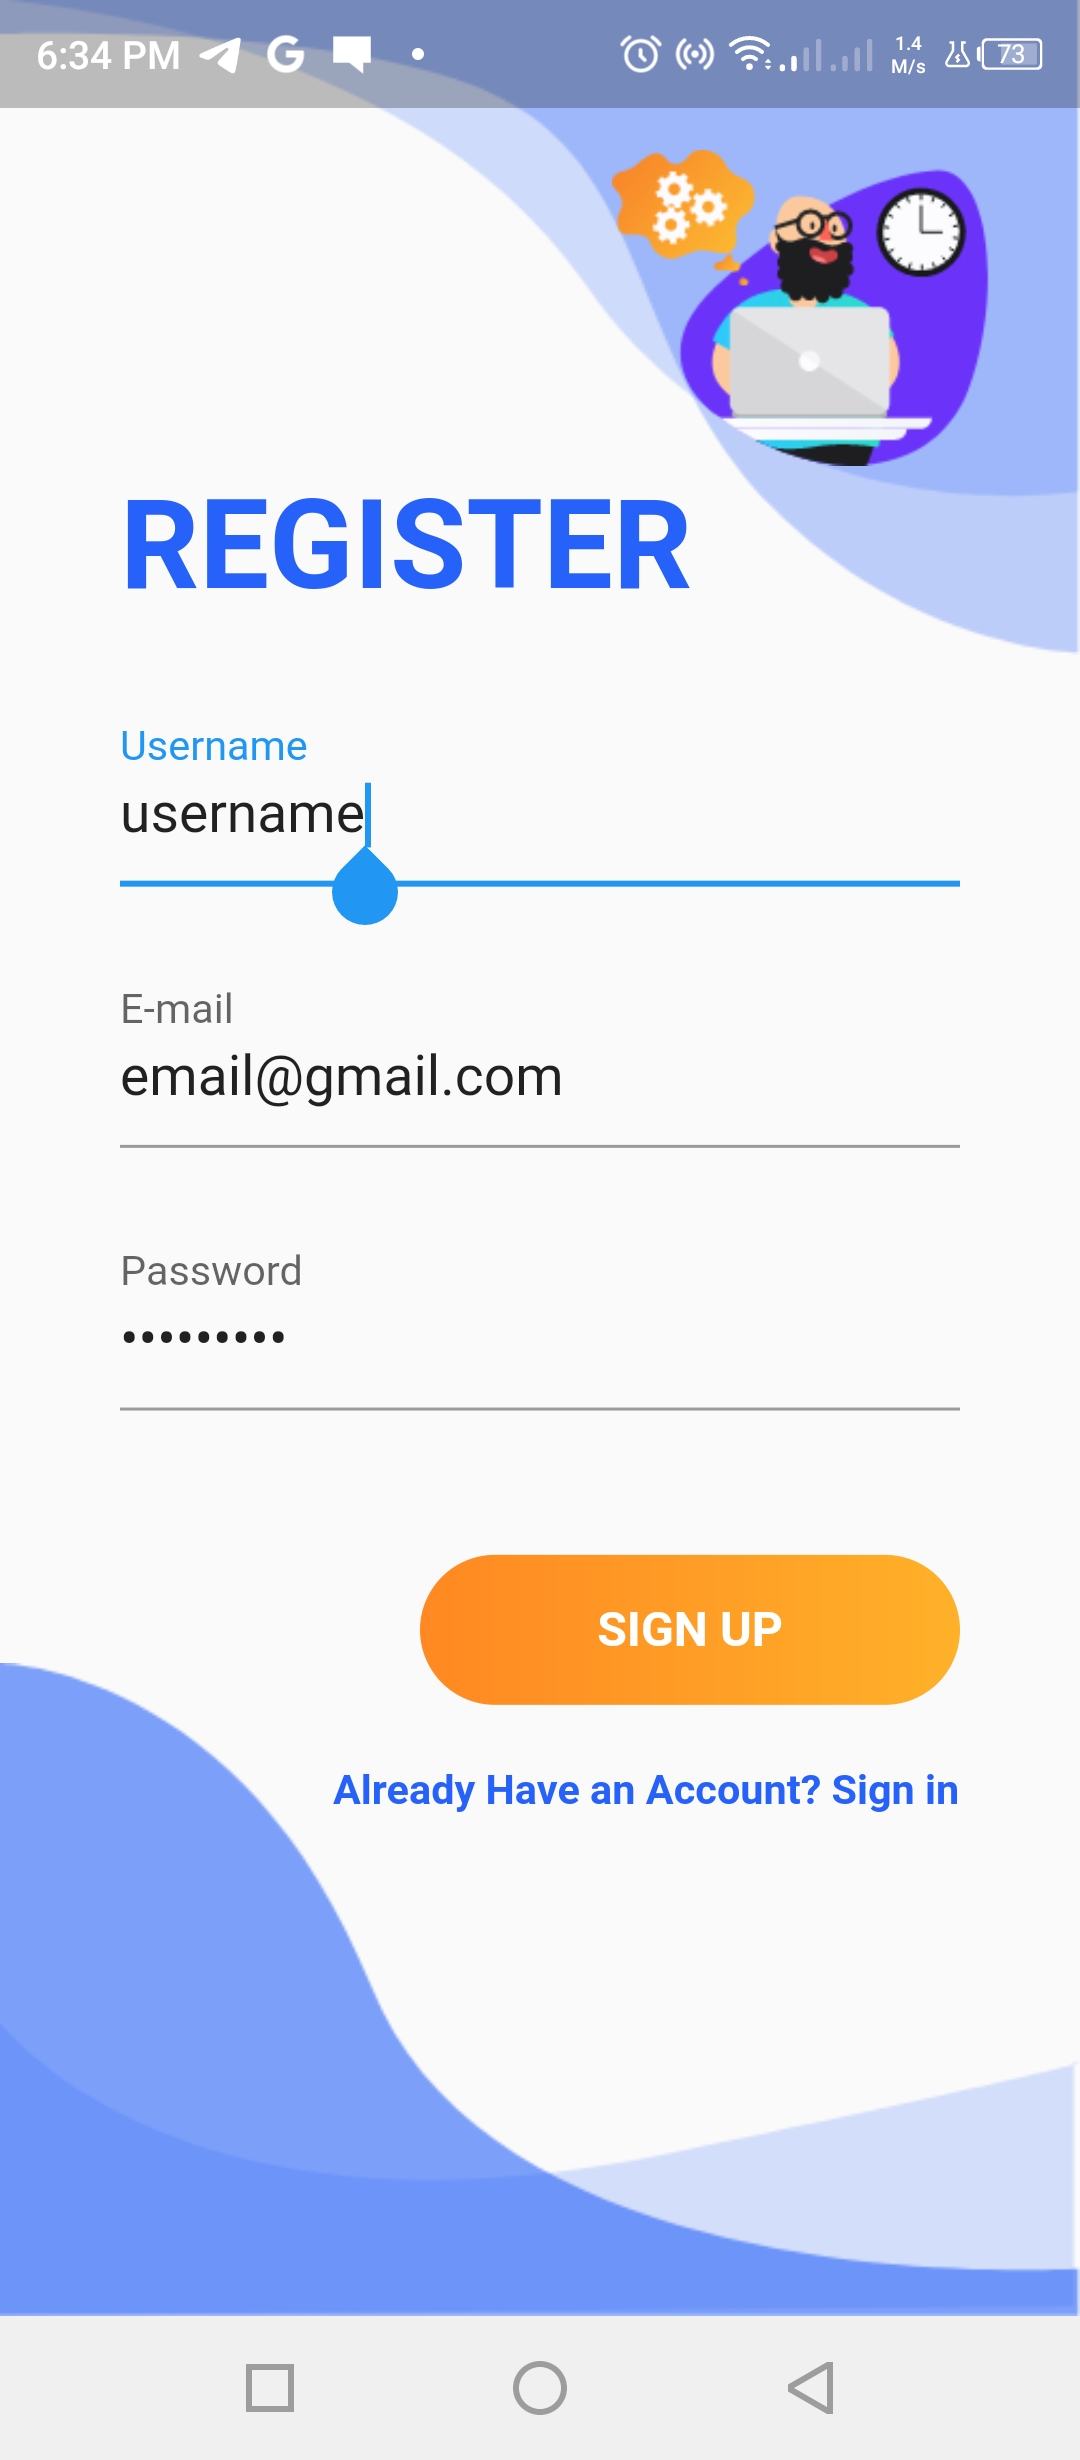 6:34 PM G 1.4 M/s 73
REGISTER
Username
username
E-mail
email@gmail.com
Password
•••••••••
SIGN UP
Already Have an Account? Sign in